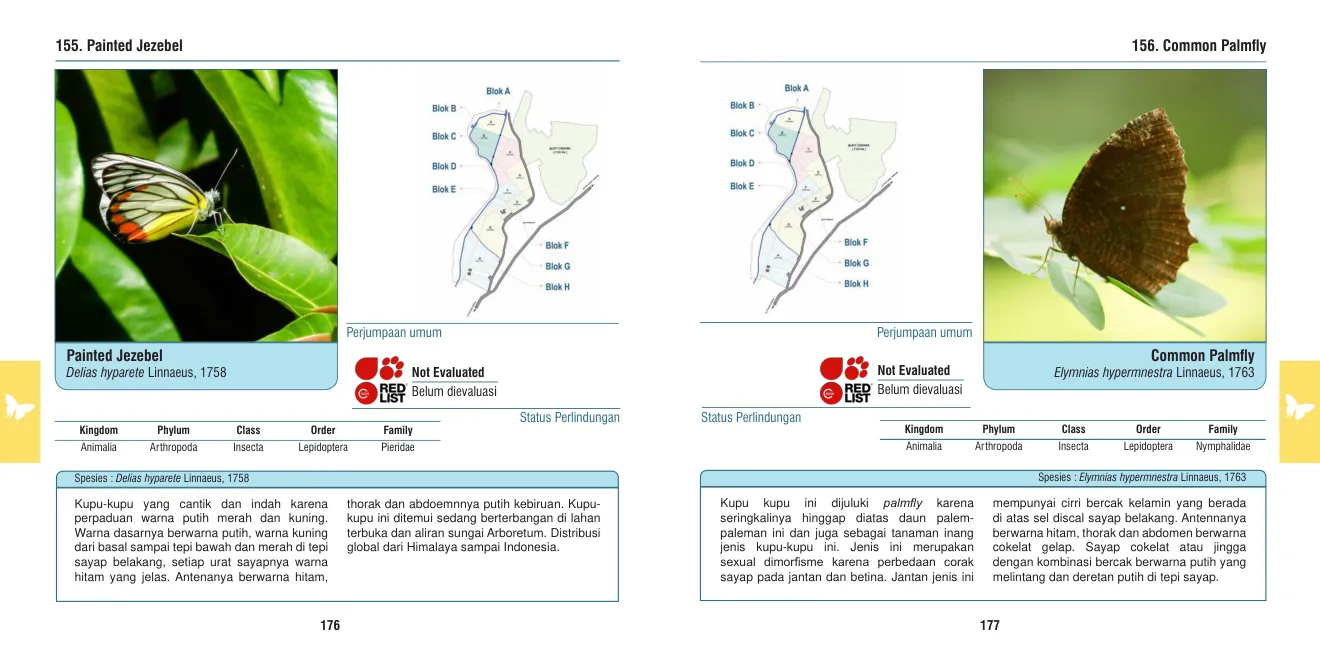 155. Painted Jezebel
Blok A
Blok B
Blok C
Blok D
Blok E
Blok F
Blok G
Blok H
Perjumpaan umum
Painted Jezebel
Delias hyparete Linnaeus, 1758
RED LIST
Not Evaluated
Belum dievaluasi
Status Perlindungan
Kingdom Phylum Class Order Family
Animalia Arthropoda Insecta Lepidoptera Pieridae
Spesies : Delias hyparete Linnaeus, 1758
Kupu-kupu yang cantik dan indah karena
perpaduan warna putih merah dan kuning.
Warna dasarnya berwarna putih, warna kuning
dari basal sampai tepi bawah dan merah di tepi
sayap belakang, setiap urat sayapnya warna
hitam yang jelas. Antenanya berwarna hitam,
thorak dan abdoemnnya putih kebiruan. Kupu-
kupu ini ditemui sedang berterbangan di lahan
terbuka dan aliran sungai Arboretum. Distribusi
global dari Himalaya sampai Indonesia.
176
156. Common Palmfly
Blok A
Blok B
Blok C
Blok D
Blok E
Blok F
Blok G
Blok H
Perjumpaan umum
Common Palmfly
Elymnias hypermnestra Linnaeus, 1763
RED LIST
Not Evaluated
Belum dievaluasi
Status Perlindungan
Kingdom Phylum Class Order Family
Animalia Arthropoda Insecta Lepidoptera Nymphalidae
Spesies : Elymnias hypermnestra Linnaeus, 1763
Kupu kupu ini dijuluki palmfly karena
seringkalinya hinggap diatas daun palem-
paleman ini dan juga sebagai tanaman inang
jenis kupu-kupu ini. Jenis ini merupakan
sexual dimorfisme karena perbedaan corak
sayap pada jantan dan betina. Jantan jenis ini
mempunyai cirri bercak kelamin yang berada
di atas sel discal sayap belakang. Antennanya
berwarna hitam, thorak dan abdomen berwarna
cokelat gelap. Sayap cokelat atau jingga
dengan kombinasi bercak berwarna putih yang
melintang dan deretan putih di tepi sayap.
177